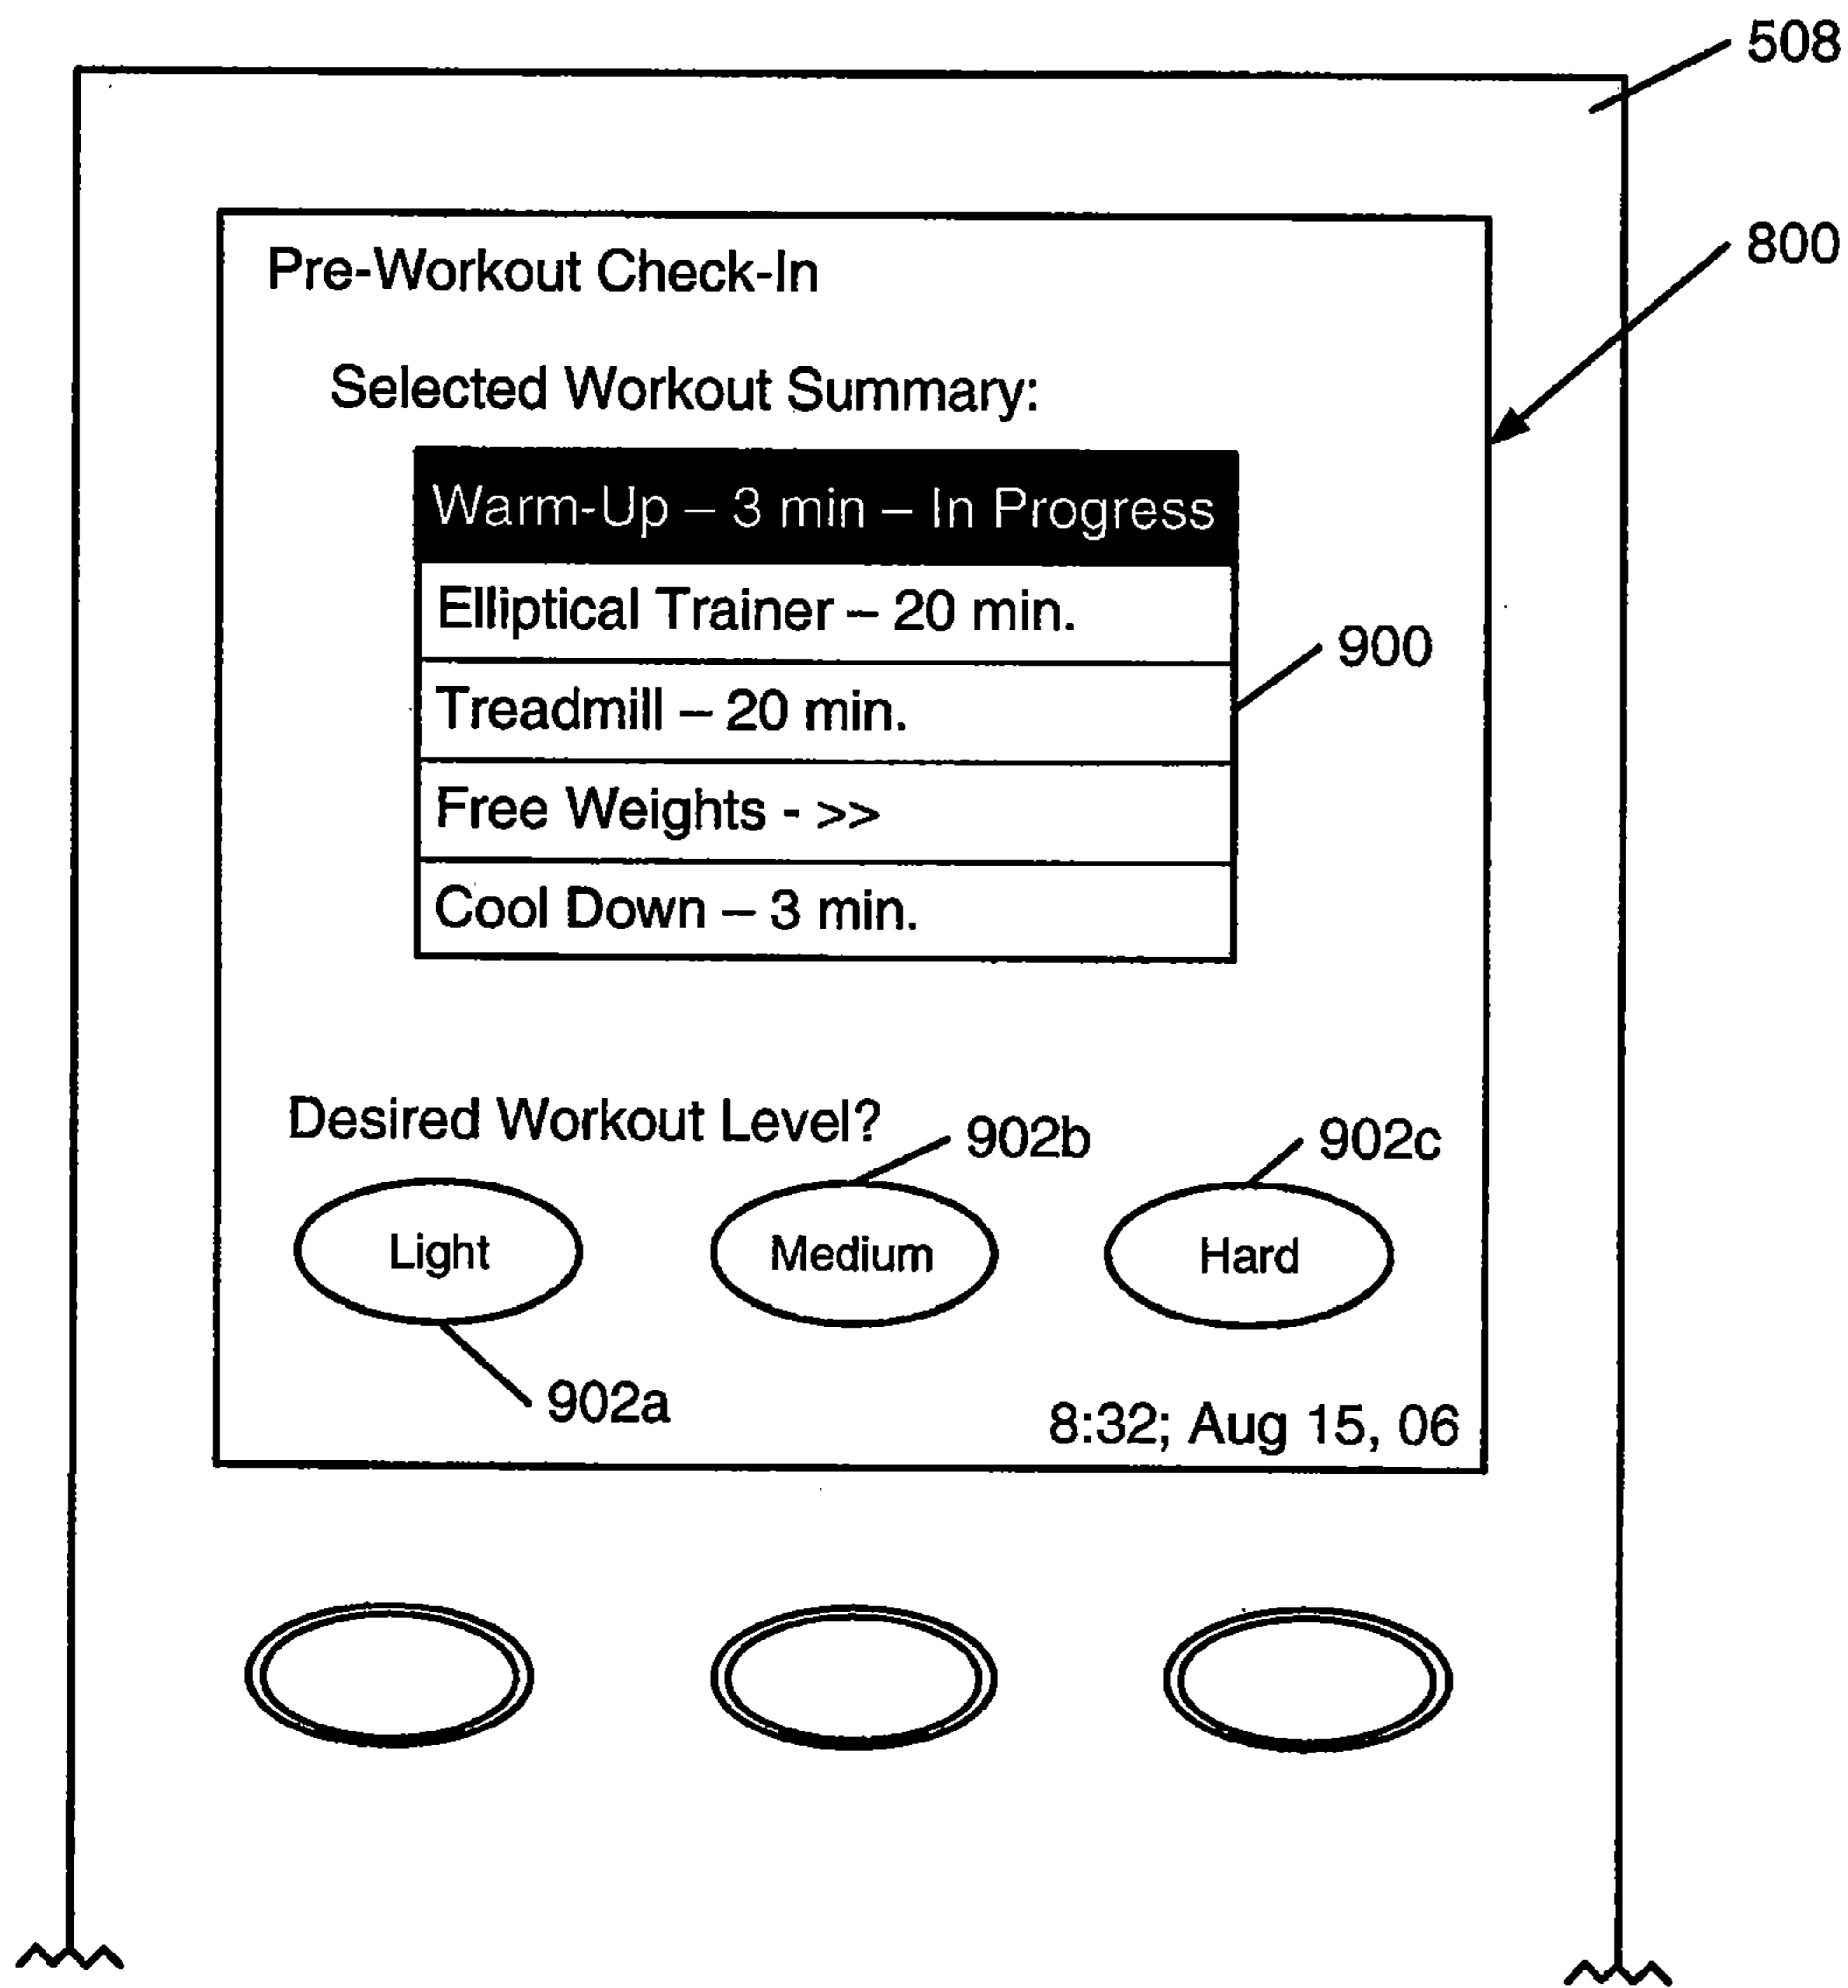 508
800
Pre-Workout Check-In
Selected Workout Summary:
Warm-Up – 3 min – In Progress
Elliptical Trainer – 20 min.
900
Treadmill – 20 min.
Free Weights - >>
Cool Down – 3 min.
Desired Workout Level?
902b
902c
Light
Medium
Hard
902a
8:32; Aug 15, 06